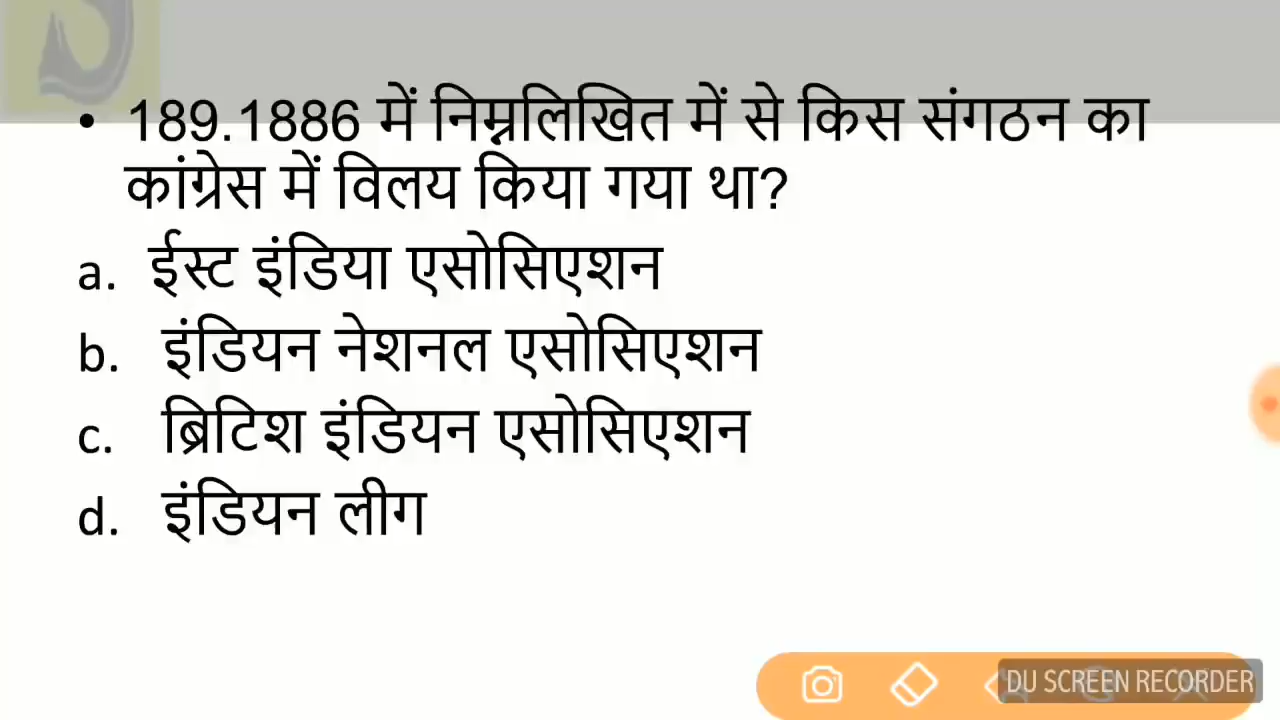 • 189.1886 में निम्नलिखित में से किस संगठन का
कांग्रेस में विलय किया गया था?
a. ईस्ट इंडिया एसोसिएशन
b. इंडियन नेशनल एसोसिएशन
c. ब्रिटिश इंडियन एसोसिएशन
d. इंडियन लीग
DU SCREEN RECORDER